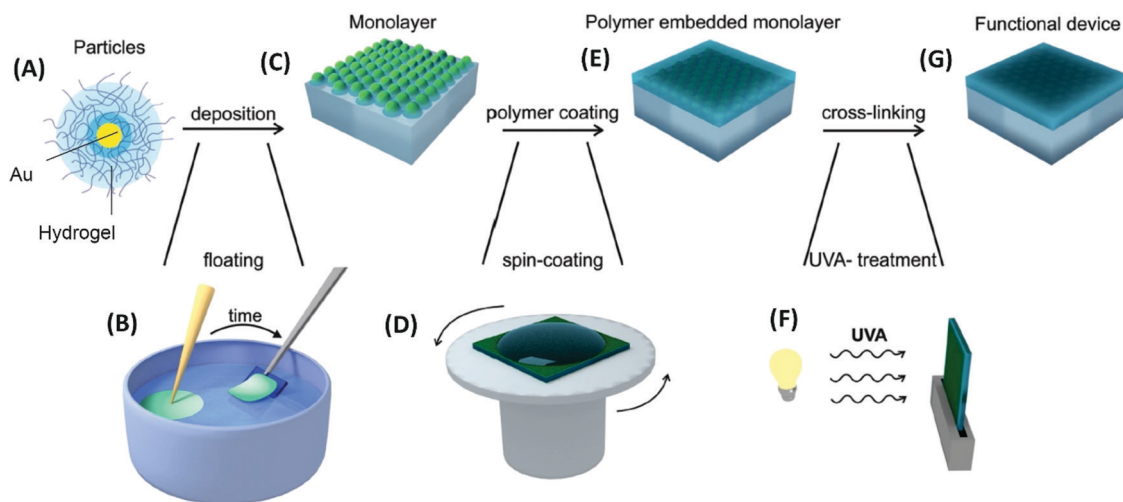 Particles
Monolayer
Polymer embedded monolayer
Functional device
(A)
(C)
(E)
(G)
deposition
polymer coating
cross-linking
Au
Hydrogel
floating
spin-coating
UVA- treatment
(B)
time
(D)
(F)
UVA